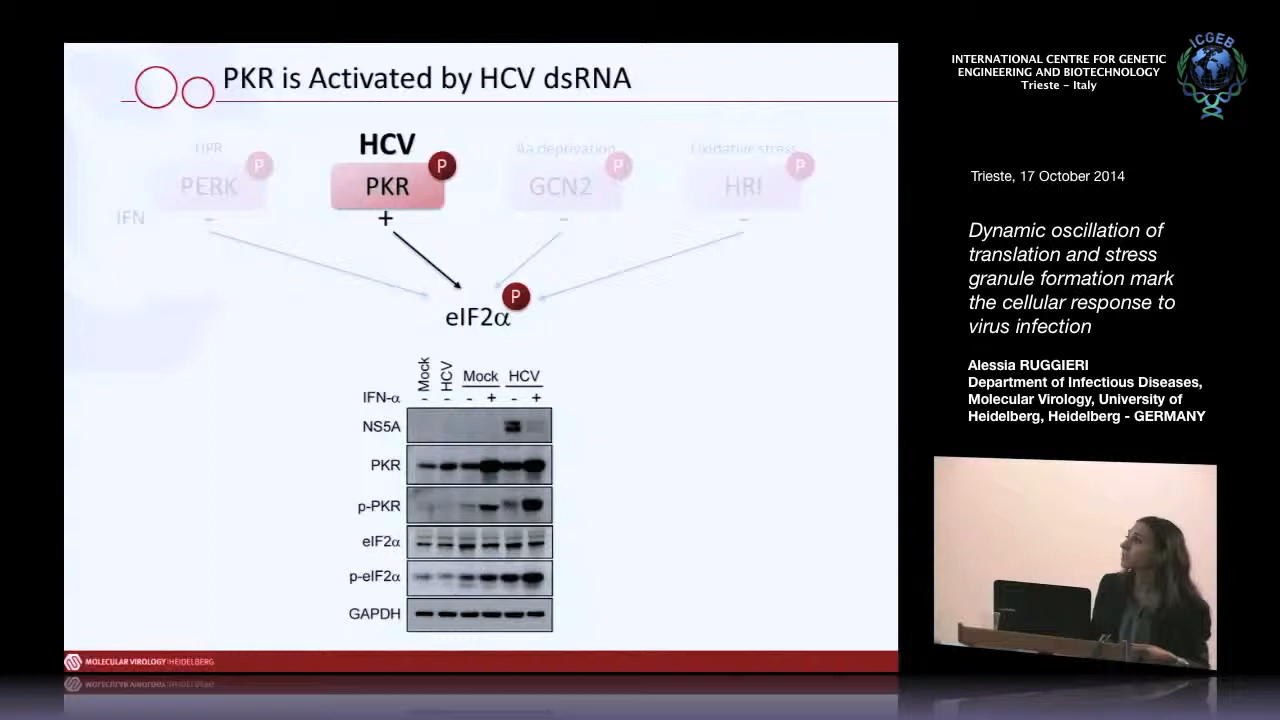 PKR is Activated by HCV dsRNA
UPR
HCV
Aa deprivation
Oxidative stress
PERK
P
PKR
P
GCN2
P
HRI
P
IFN
-
+
-
-
eIF2α
P
Mock
HCV
Mock
HCV
IFN-α - - - + - +
NS5A
PKR
p-PKR
eIF2α
p-eIF2α
GAPDH
MOLECULAR VIROLOGY HEIDELBERG
ICGEB
INTERNATIONAL CENTRE FOR GENETIC
ENGINEERING AND BIOTECHNOLOGY
Trieste - Italy
Trieste, 17 October 2014
Dynamic oscillation of
translation and stress
granule formation mark
the cellular response to
virus infection
Alessia RUGGIERI
Department of Infectious Diseases,
Molecular Virology, University of
Heidelberg, Heidelberg - GERMANY